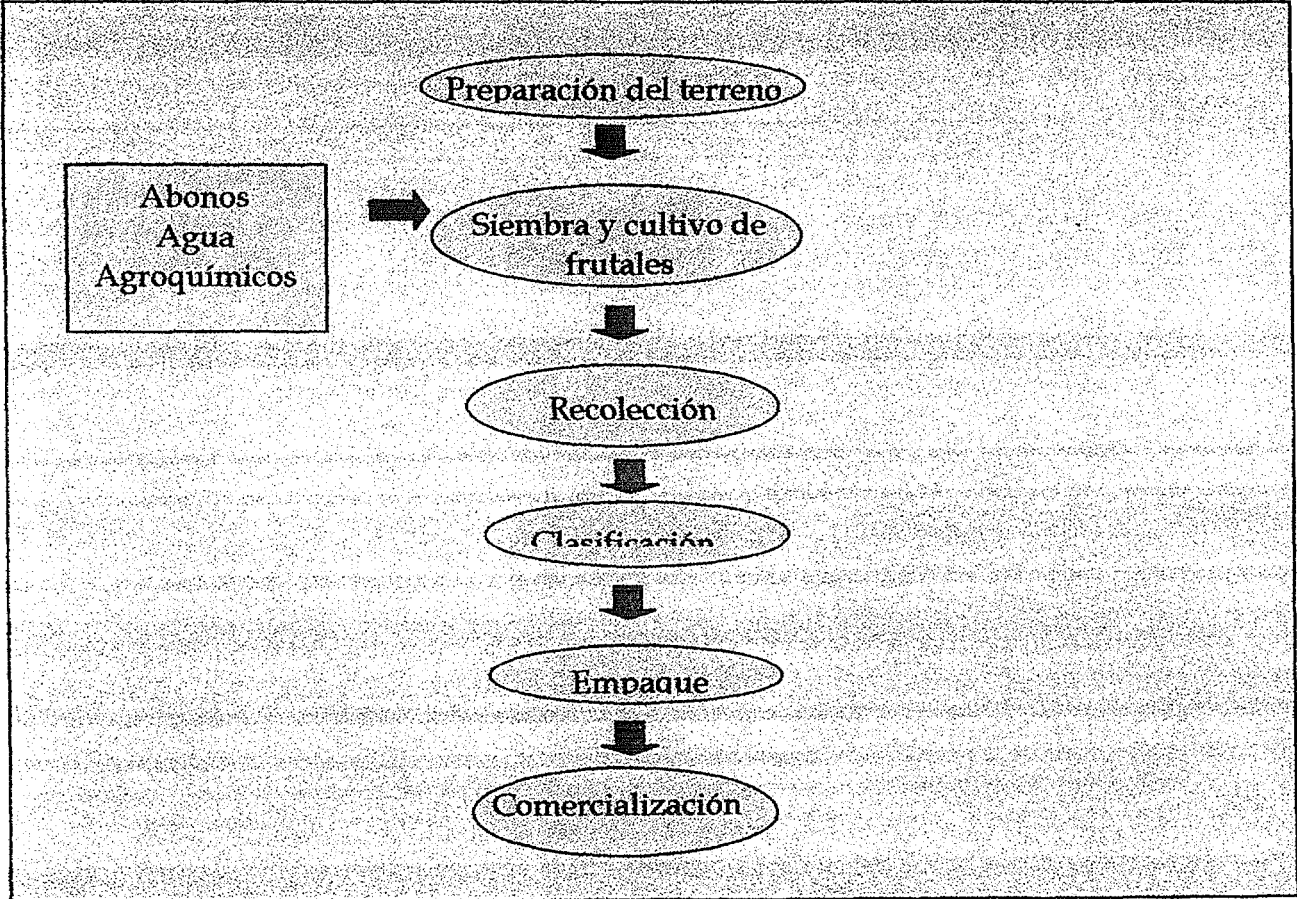 Preparación del terreno
Abonos
Agua
Agroquímicos
Siembra y cultivo de
frutales
Recolección
Clasificación
Empaque
Comercialización